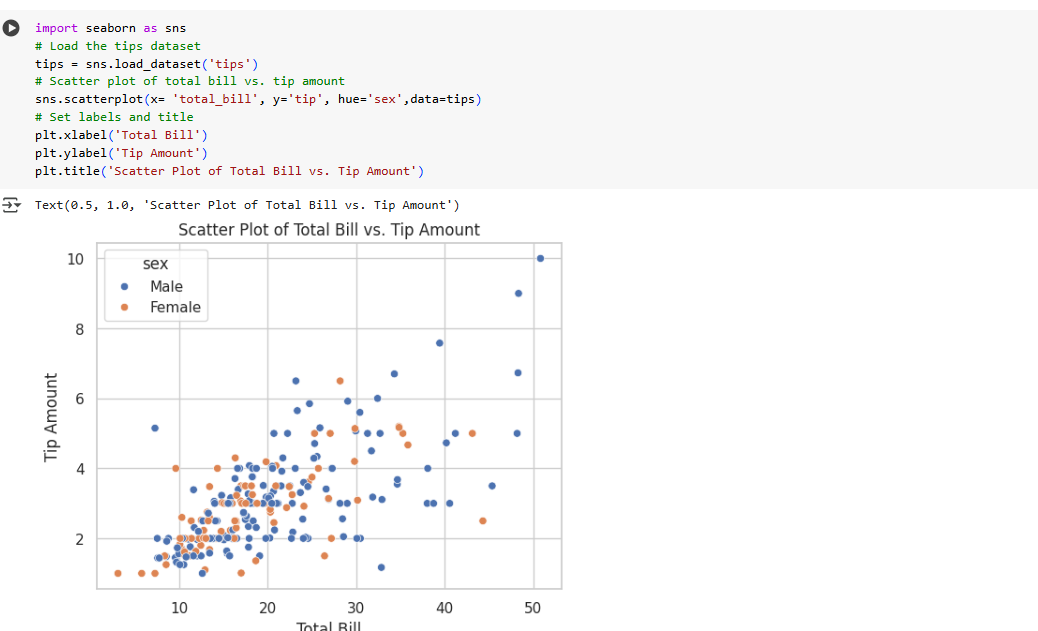 import seaborn as sns
# Load the tips dataset
tips = sns.load_dataset('tips')
# Scatter plot of total bill vs. tip amount
sns.scatterplot(x= 'total_bill', y='tip', hue='sex',data=tips)
# Set labels and title
plt.xlabel('Total Bill')
plt.ylabel('Tip Amount')
plt.title('Scatter Plot of Total Bill vs. Tip Amount')
Text(0.5, 1.0, 'Scatter Plot of Total Bill vs. Tip Amount')
Scatter Plot of Total Bill vs. Tip Amount
sex
Male
Female
Tip Amount
10
8
6
4
2
10 20 30 40 50
Total Bill